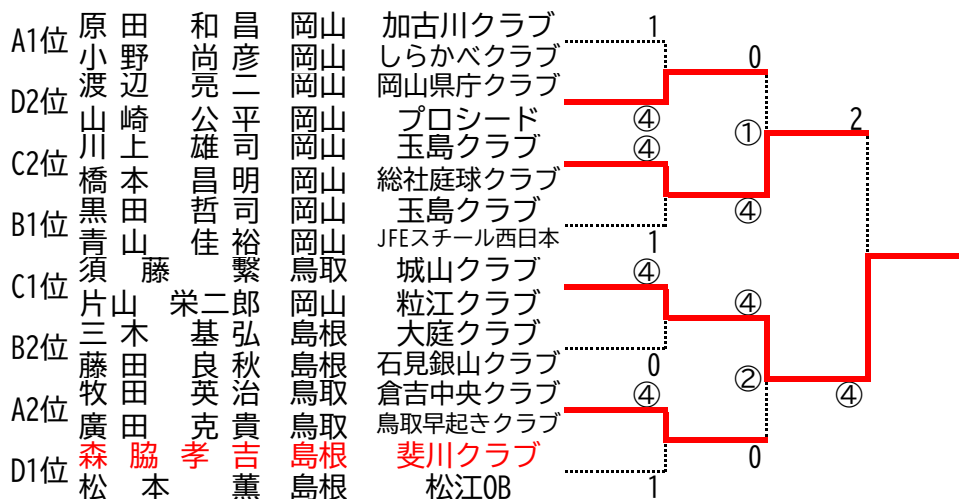 原田 和昌 岡山 加古川クラブ 1
A1位
小野 尚彦 岡山 しらかべクラブ 0
渡辺 亮二 岡山 岡山県庁クラブ
D2位
山崎 公平 岡山 プロシード ④ ① 2
川上 雄司 岡山 玉島クラブ ④
C2位
橋本 昌明 岡山 総社庭球クラブ
黒田 哲司 岡山 玉島クラブ ④
B1位
青山 佳裕 岡山 JFEスチール西日本 1
須藤 繋 鳥取 城山クラブ ④
C1位
片山 栄二郎 岡山 粒江クラブ ④
三木 基弘 島根 大庭クラブ
B2位
藤田 良秋 島根 石見銀山クラブ 0 ②
牧田 英治 鳥取 倉吉中央クラブ ④ ④
A2位
廣田 克貴 鳥取 鳥取早起きクラブ
森脇孝吉 島根 斐川クラブ 0
D1位
松本 薫 島根 松江OB 1